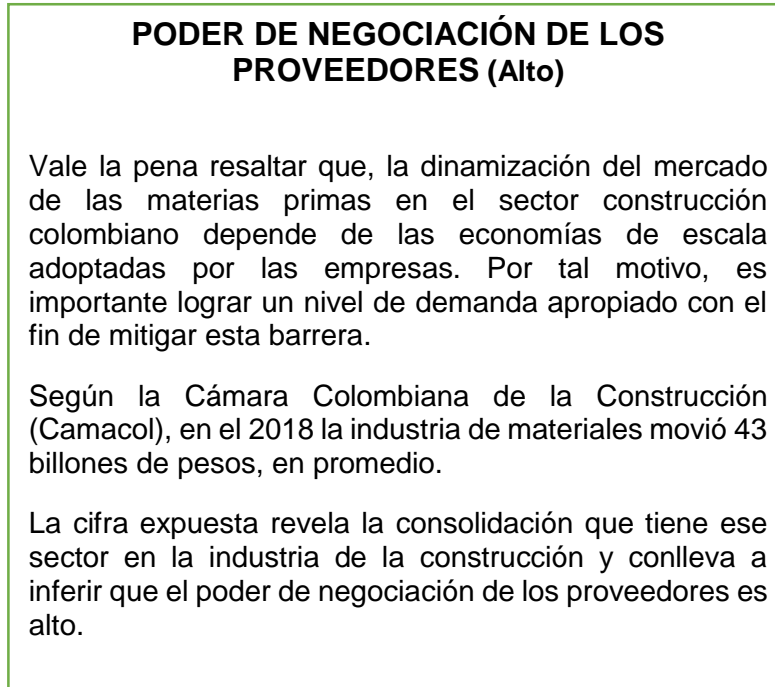 PODER DE NEGOCIACIÓN DE LOS
PROVEEDORES (Alto)
Vale la pena resaltar que, la dinamización del mercado
de las materias primas en el sector construcción
colombiano depende de las economías de escala
adoptadas por las empresas. Por tal motivo, es
importante lograr un nivel de demanda apropiado con el
fin de mitigar esta barrera.
Según la Cámara Colombiana de la Construcción
(Camacol), en el 2018 la industria de materiales movió 43
billones de pesos, en promedio.
La cifra expuesta revela la consolidación que tiene ese
sector en la industria de la construcción y conlleva a
inferir que el poder de negociación de los proveedores es
alto.